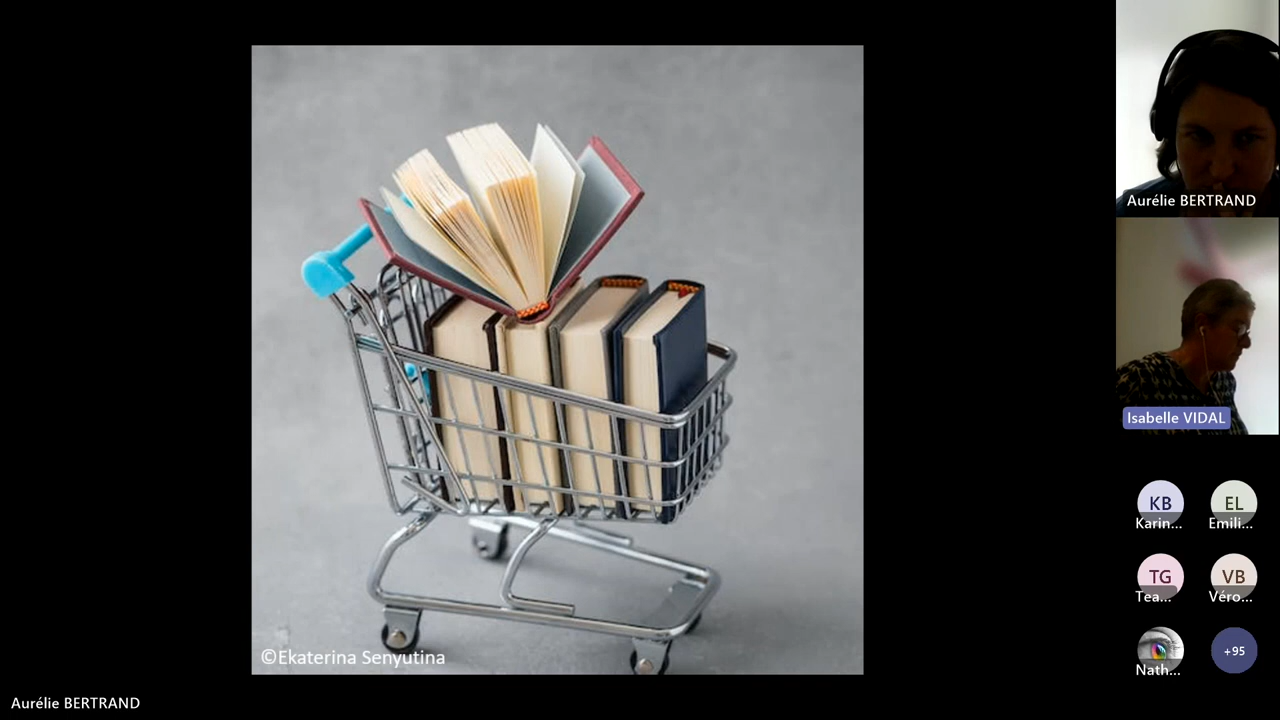 ©Ekaterina Senyutina
Aurélie BERTRAND
Aurélie BERTRAND
Isabelle VIDAL
KB
EL
Karin...
Emili...
TG
VB
Tea...
Véro...
Nath...
+95